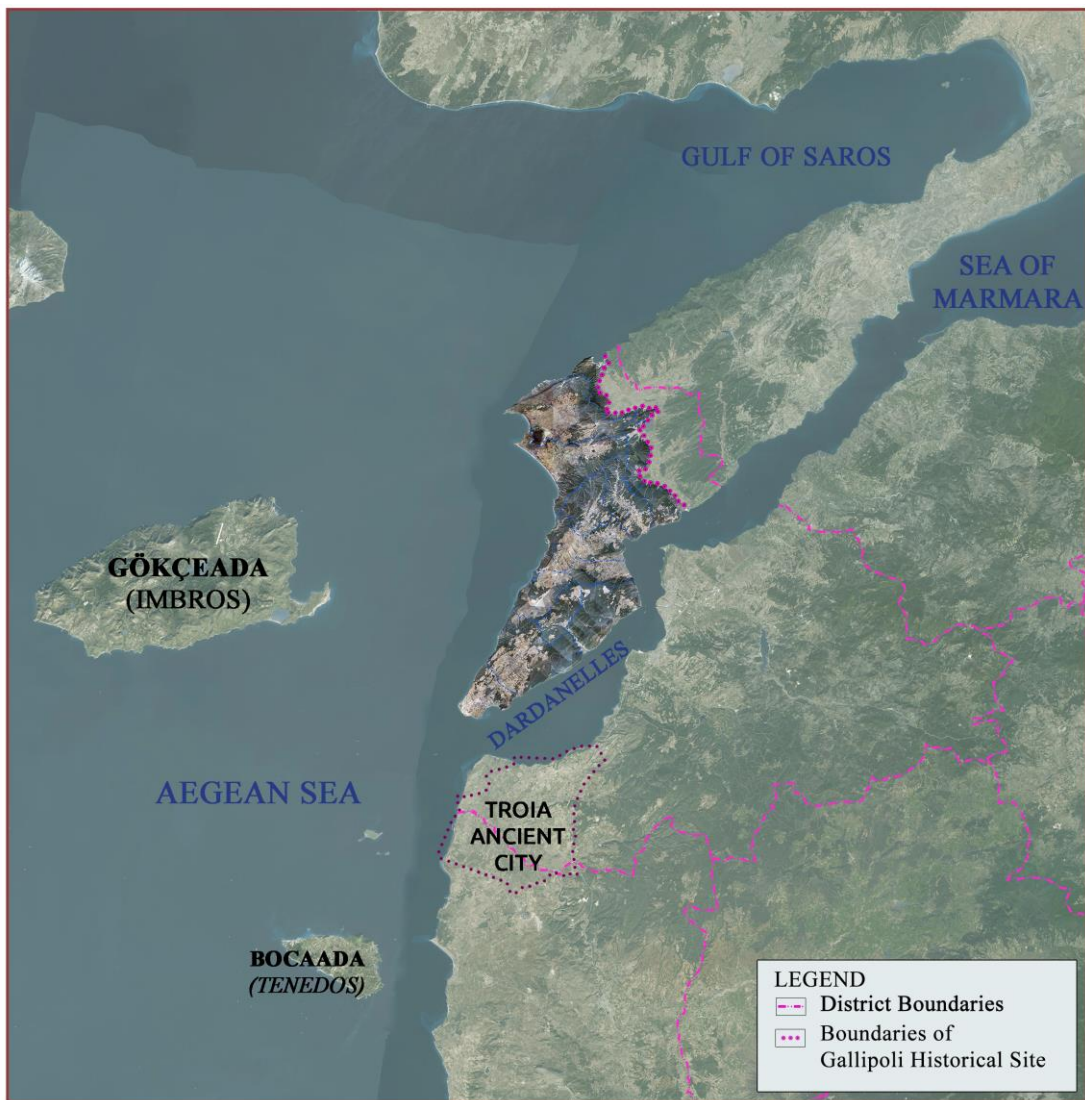 GULF OF SAROS
SEA OF
MARMARA
GÖKÇEADA
(IMBROS)
DARDANELLES
AEGEAN SEA
TROIA
ANCIENT
CITY
BOCAADA
(TENEDOS)
LEGEND
District Boundaries
Boundaries of
Gallipoli Historical Site